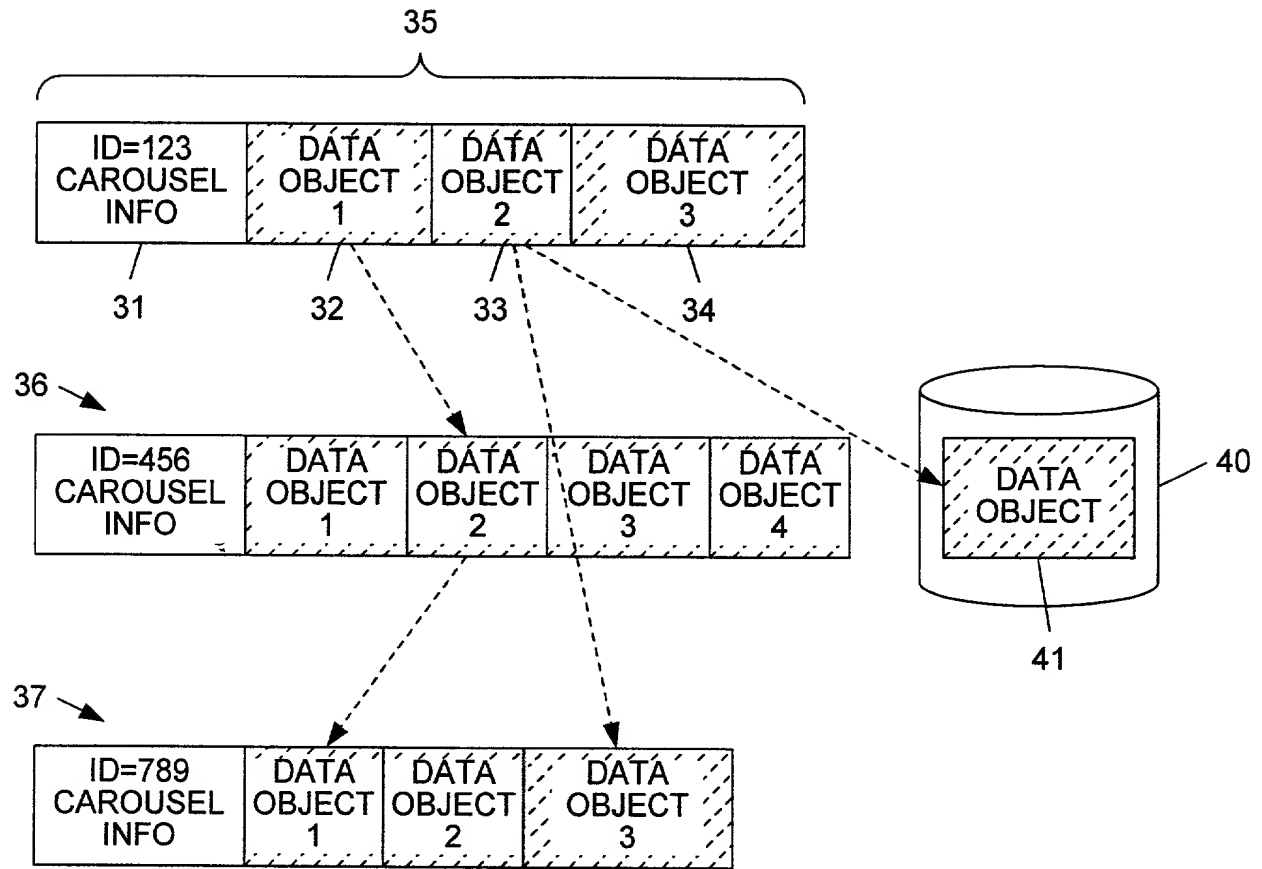 35
ID=123
CAROUSEL
INFO
DATA
OBJECT
1
DATA
OBJECT
2
DATA
OBJECT
3
31
32
33
34
36
ID=456
CAROUSEL
INFO
DATA
OBJECT
1
DATA
OBJECT
2
DATA
OBJECT
3
DATA
OBJECT
4
DATA
OBJECT
40
41
37
ID=789
CAROUSEL
INFO
DATA
OBJECT
1
DATA
OBJECT
2
DATA
OBJECT
3